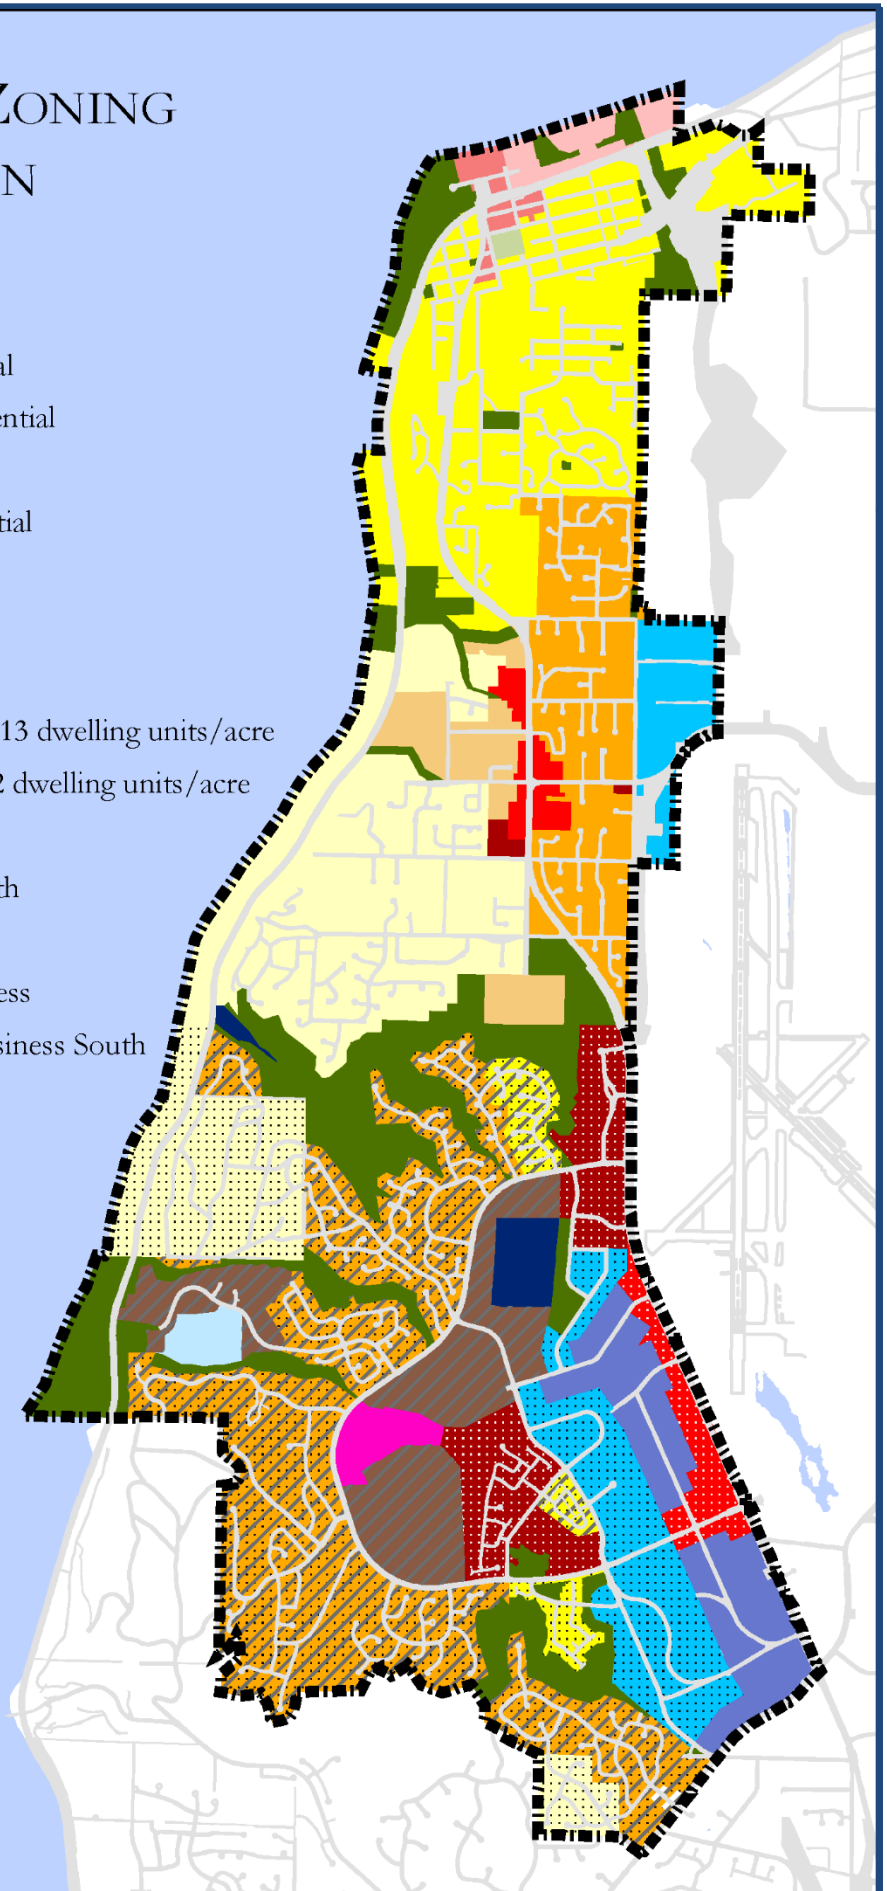 ZONING
N
al
ential
tial
13 dwelling units/acre
2 dwelling units/acre
th
ess
siness South